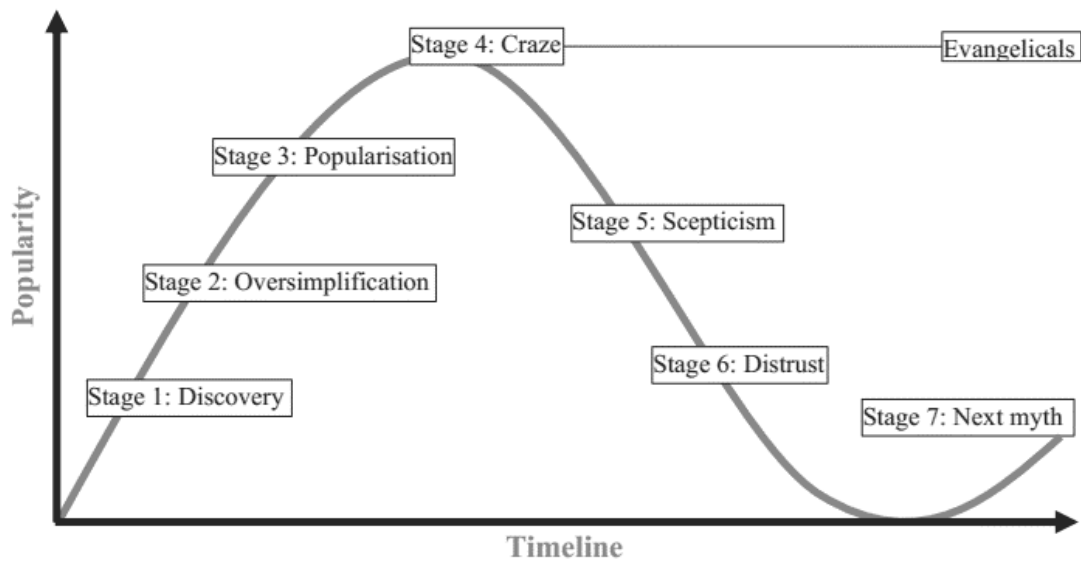 Stage 4: Craze
Evangelicals
Stage 3: Popularisation
Stage 5: Scepticism
Stage 2: Oversimplification
Stage 6: Distrust
Stage 1: Discovery
Stage 7: Next myth
Popularity
Timeline